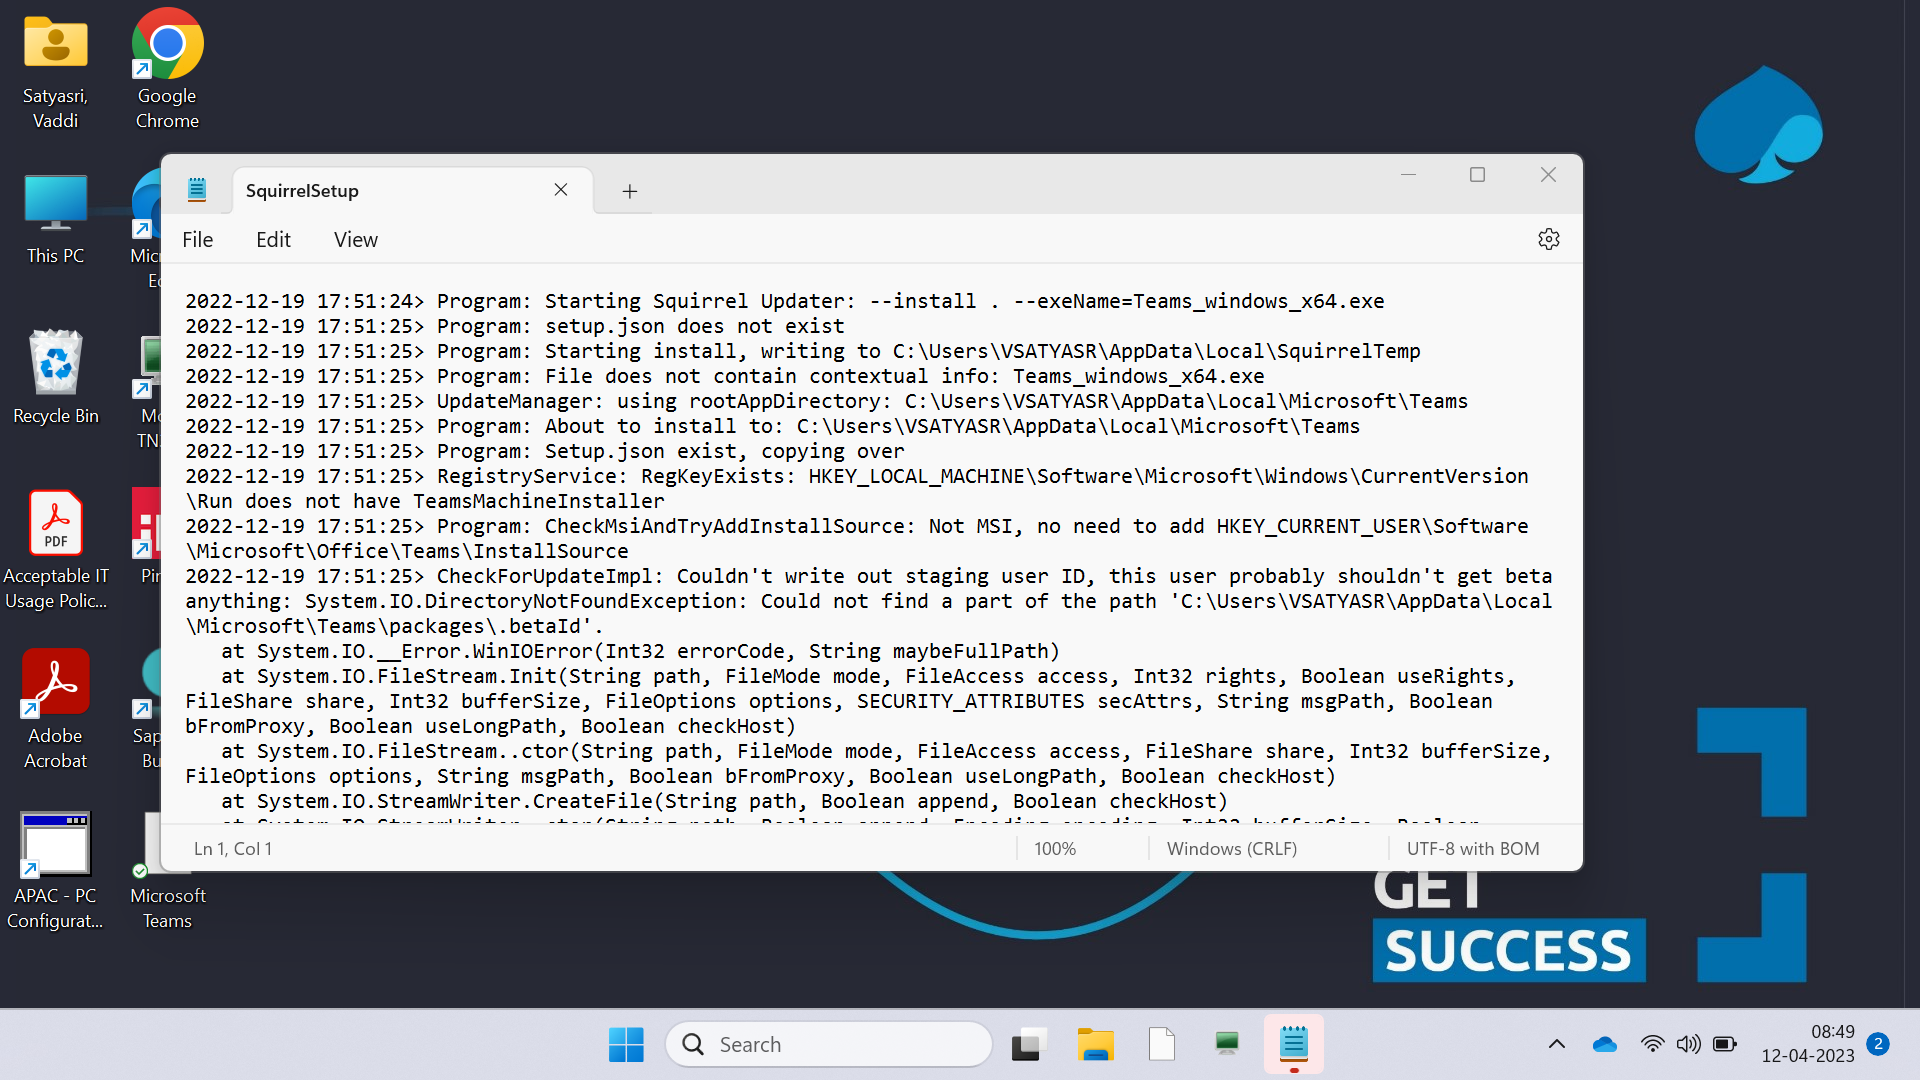 Satyasri,
Vaddi
Google
Chrome
This PC
Recycle Bin
PDF
Acceptable IT
Usage Polic...
Adobe
Acrobat
APAC - PC
Configurat...
Microsoft
Teams
SquirrelSetup
File Edit View
2022-12-19 17:51:24> Program: Starting Squirrel Updater: --install . --exeName=Teams_windows_x64.exe
2022-12-19 17:51:25> Program: setup.json does not exist
2022-12-19 17:51:25> Program: Starting install, writing to C:\Users\VSATYASR\AppData\Local\SquirrelTemp
2022-12-19 17:51:25> Program: File does not contain contextual info: Teams_windows_x64.exe
2022-12-19 17:51:25> UpdateManager: using rootAppDirectory: C:\Users\VSATYASR\AppData\Local\Microsoft\Teams
2022-12-19 17:51:25> Program: About to install to: C:\Users\VSATYASR\AppData\Local\Microsoft\Teams
2022-12-19 17:51:25> Program: Setup.json exist, copying over
2022-12-19 17:51:25> RegistryService: RegKeyExists: HKEY_LOCAL_MACHINE\Software\Microsoft\Windows\CurrentVersion
\Run does not have TeamsMachineInstaller
2022-12-19 17:51:25> Program: CheckMsiAndTryAddInstallSource: Not MSI, no need to add HKEY_CURRENT_USER\Software
\Microsoft\Office\Teams\InstallSource
2022-12-19 17:51:25> CheckForUpdateImpl: Couldn't write out staging user ID, this user probably shouldn't get beta
anything: System.IO.DirectoryNotFoundException: Could not find a part of the path 'C:\Users\VSATYASR\AppData\Local
\Microsoft\Teams\packages\.betaId'.
at System.IO.__Error.WinIOError(Int32 errorCode, String maybeFullPath)
at System.IO.FileStream.Init(String path, FileMode mode, FileAccess access, Int32 rights, Boolean useRights,
FileShare share, Int32 bufferSize, FileOptions options, SECURITY_ATTRIBUTES secAttrs, String msgPath, Boolean
bFromProxy, Boolean useLongPath, Boolean checkHost)
at System.IO.FileStream..ctor(String path, FileMode mode, FileAccess access, FileShare share, Int32 bufferSize,
FileOptions options, String msgPath, Boolean bFromProxy, Boolean useLongPath, Boolean checkHost)
at System.IO.StreamWriter.CreateFile(String path, Boolean append, Boolean checkHost)
Ln 1, Col 1 100% Windows (CRLF) UTF-8 with BOM
GET
SUCCESS
Search
08:49
12-04-2023
2